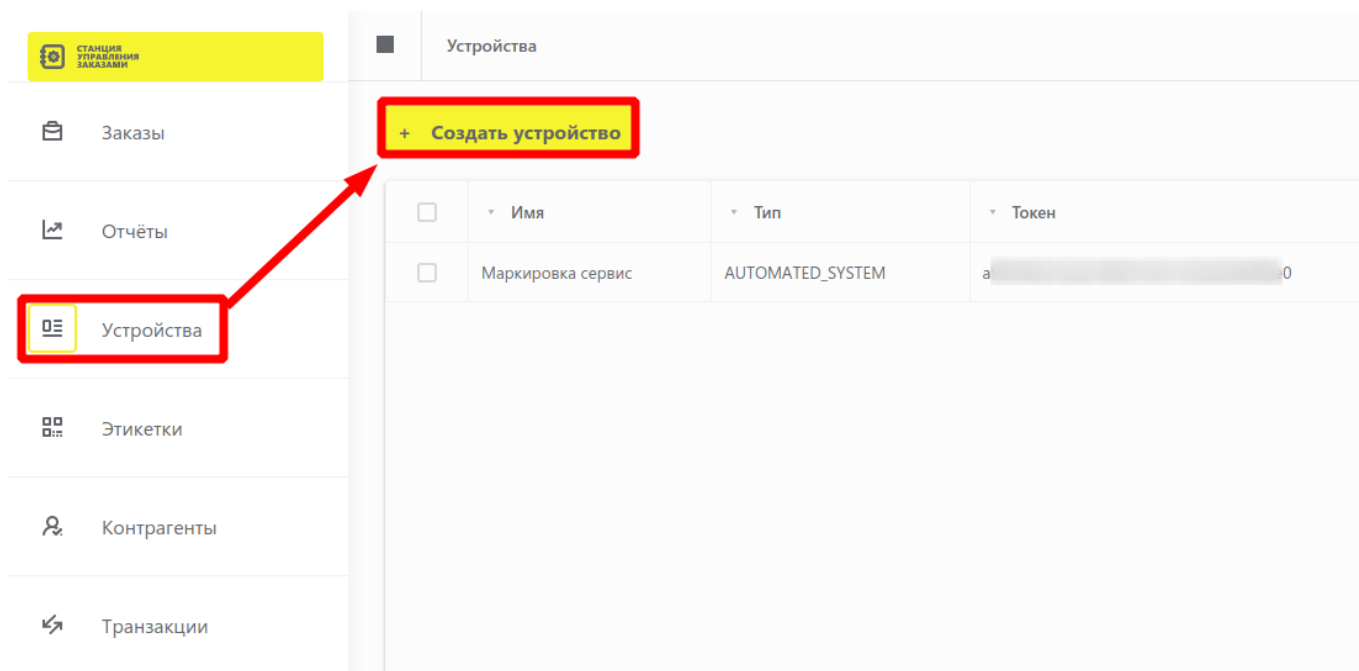 СТАНЦИЯ
УПРАВЛЕНИЯ
ЗАКАЗАМИ
Заказы
Отчёты
Устройства
Этикетки
Контрагенты
Транзакции
Устройства
+ Создать устройство
Имя Тип Токен
Маркировка сервис AUTOMATED_SYSTEM